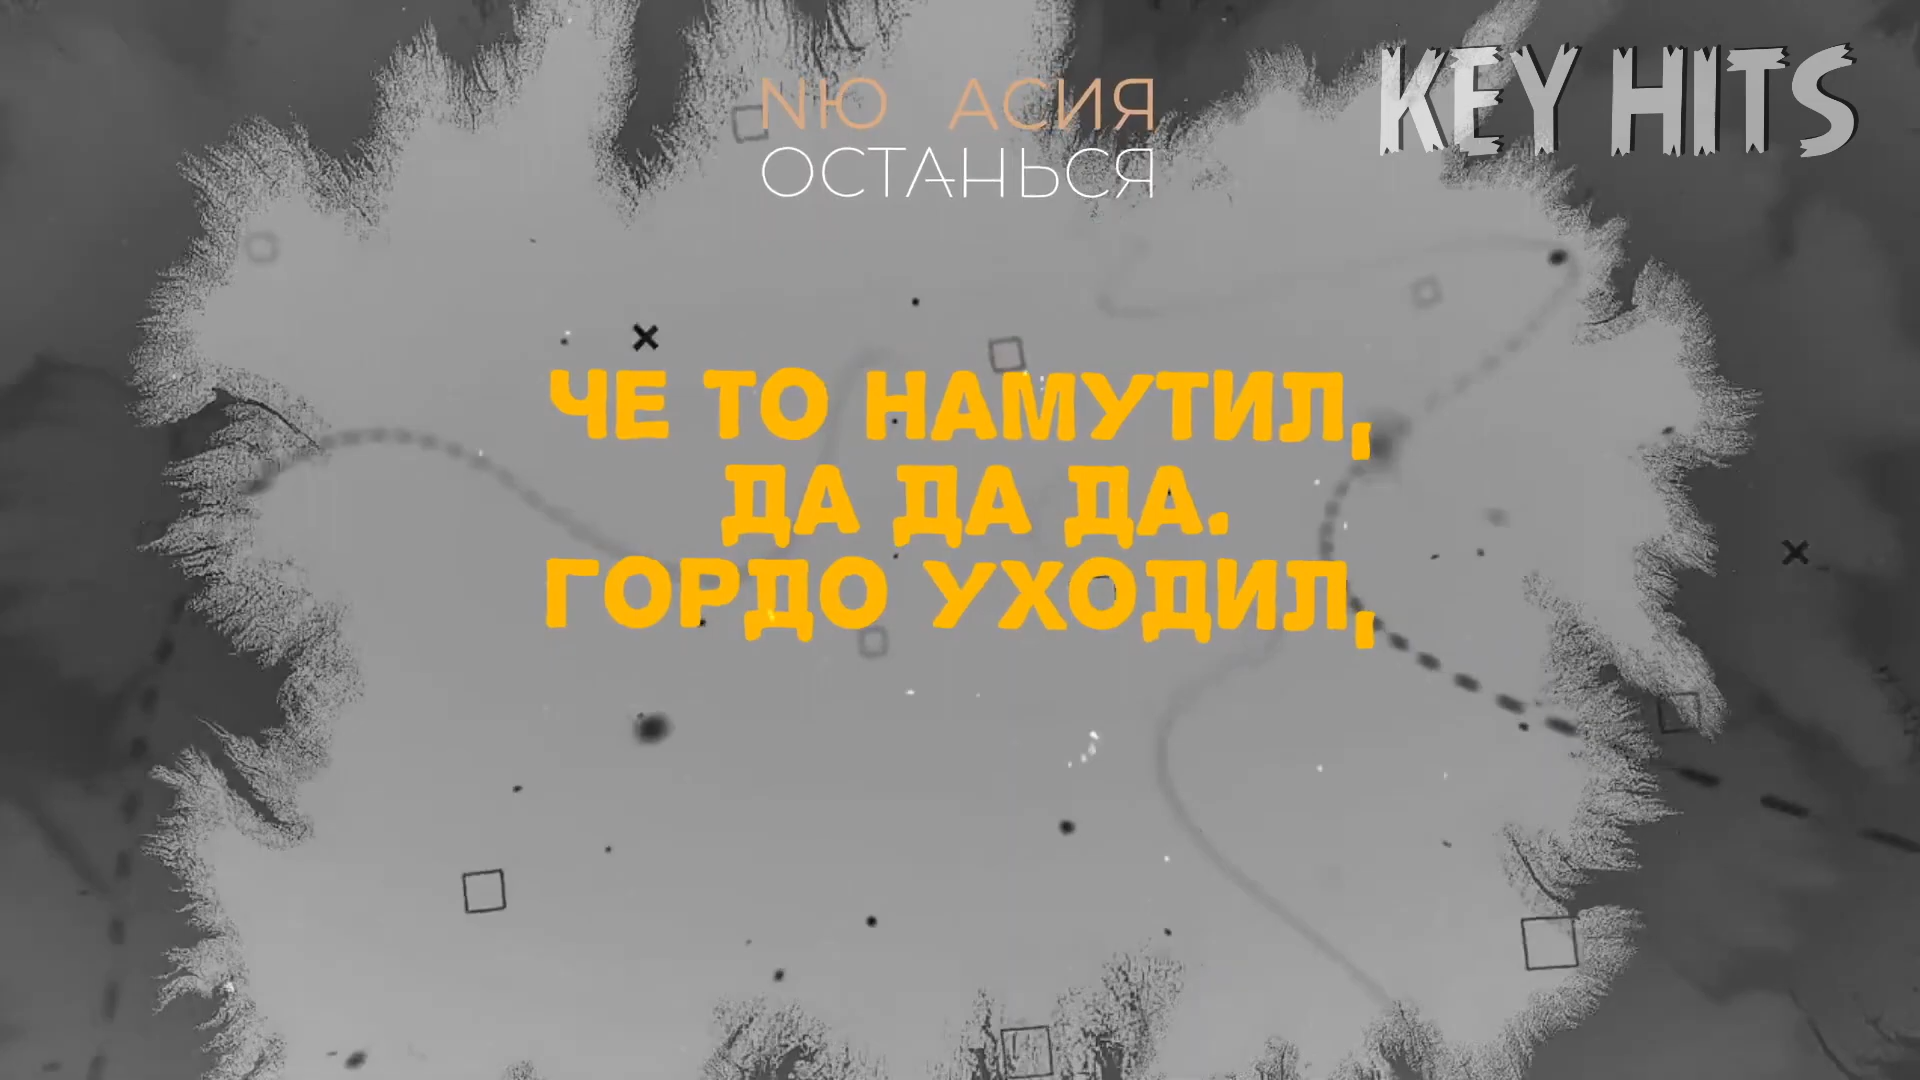 NЮ АСИЯ
ОСТАНЬСЯ
KEY HITS
ЧЕ ТО НАМУТИЛ,
ДА ДА ДА.
ГОРДО УХОДИЛ,